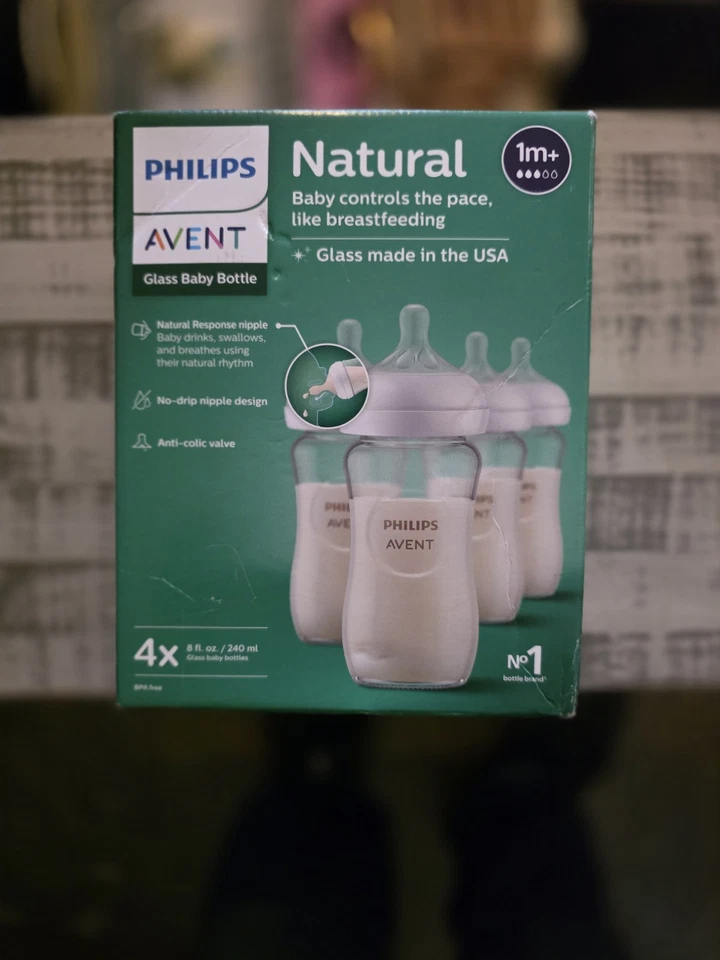 PHILIPS
AVENT
Glass Baby Bottle
Natural
Baby controls the pace,
like breastfeeding
Glass made in the USA
1m+
Natural Response nipple
Baby drinks, swallows,
and breathes using
their natural rhythm
No-drip nipple design
Anti-colic valve
PHILIPS
AVENT
4x
8 fl. oz. / 240 ml
Glass baby bottles
BPA free
Nº1
bottle brand